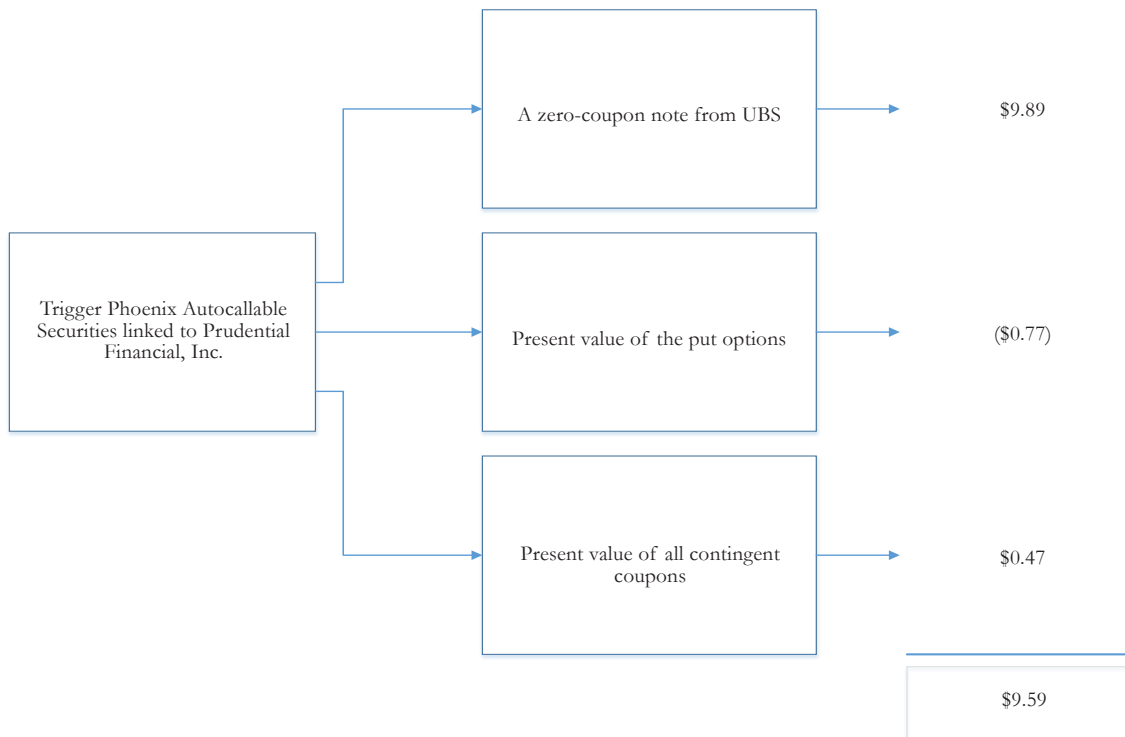 A zero-coupon note from UBS
$9.89
Trigger Phoenix Autocallable
Securities linked to Prudential
Financial, Inc.
Present value of the put options
($0.77)
Present value of all contingent
coupons
$0.47
$9.59